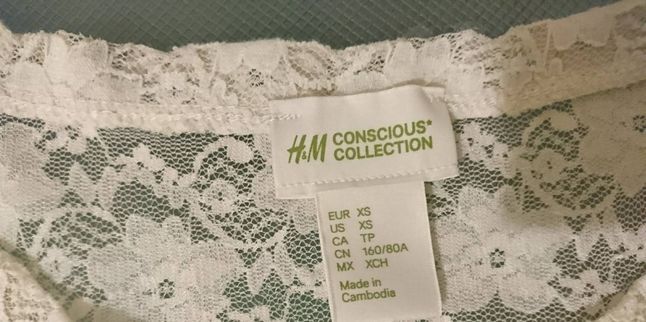 H&M CONSCIOUS*
COLLECTION
EUR XS
US XS
CA TP
CN 160/80A
MX XCH
Made in
Cambodia